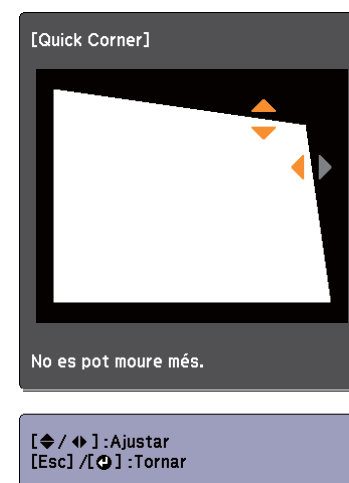 [Quick Corner]
No es pot moure més.
[ / ] :Ajustar
[Esc] /[ ] :Tornar